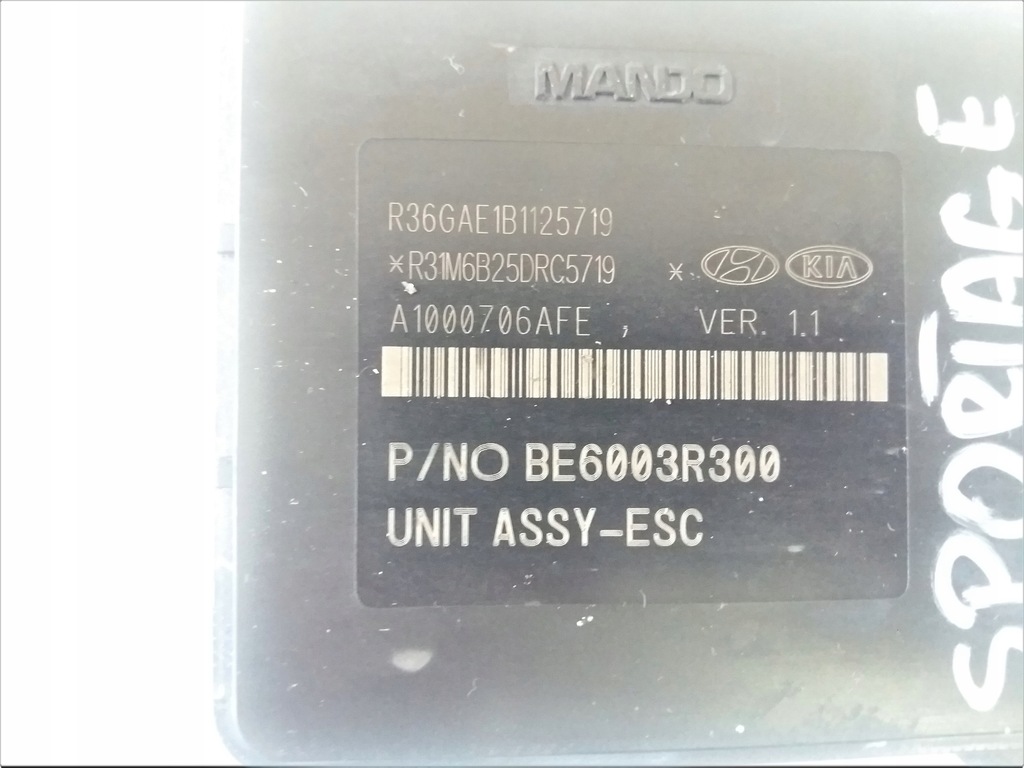 MANDO
R36GAE1B1125719
*R31M6B25DRC5719 * KIA
A1000706AFE , VER. 1.1
P/NO BE6003R300
UNIT ASSY-ESC
SPORTAGE